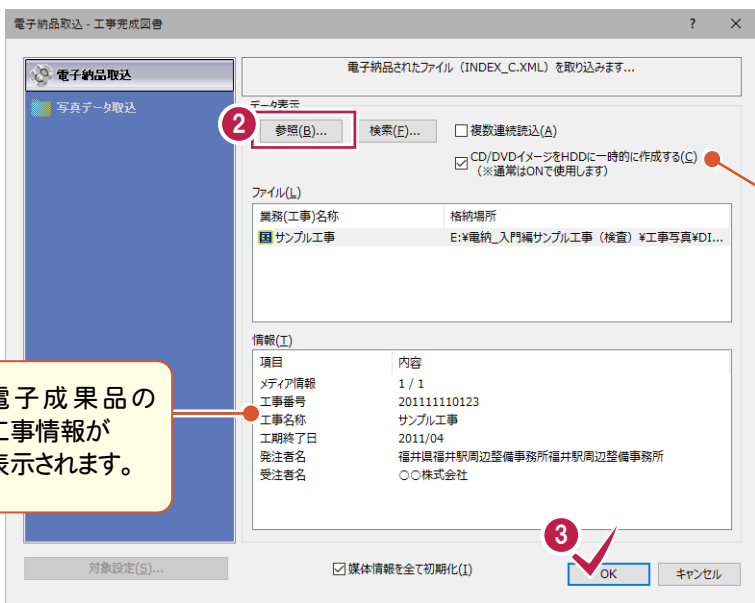 電子納品取込 - 工事完成図書
電子納品取込
写真データ取込
電子納品されたファイル（INDEX_C.XML）を取り込みます...
データ表示
2
参照(B)...
検索(F)...
複数連続読込(A)
CD/DVDイメージをHDDに一時的に作成する(C)
（※通常はONで使用します）
ファイル(L)
業務(工事)名称 格納場所
サンプル工事 E:¥電納_入門編サンプル工事（検査）¥工事写真¥DI...
情報(T)
項目 内容
メディア情報 1 / 1
工事番号 201111110123
工事名称 サンプル工事
工期終了日 2011/04
発注者名 福井県福井駅周辺整備事務所福井駅周辺整備事務所
受注者名 ○○株式会社
電子成果品の
工事情報が
表示されます。
対象設定(S)...
媒体情報を全て初期化(I)
3
OK
キャンセル